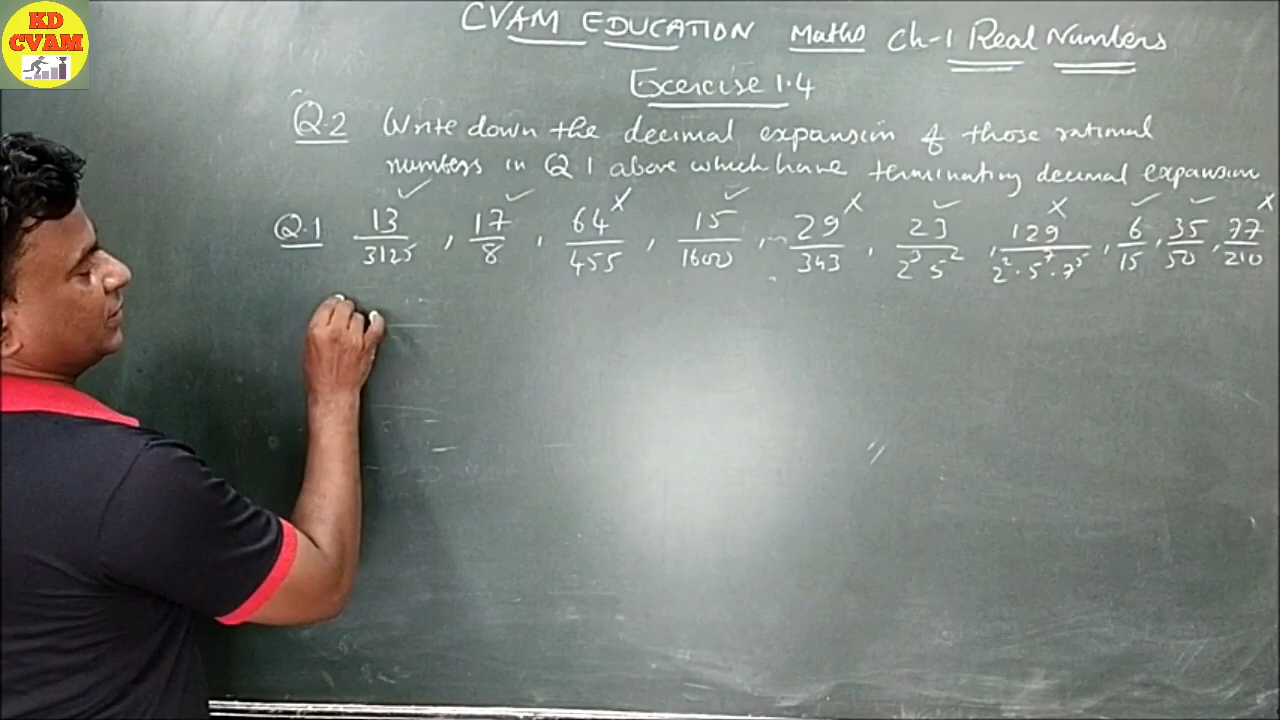 KD
CVAM
CVAM EDUCATION Maths Ch-1 Real Numbers
Exercise 1.4
Q.2 Write down the decimal expansion of those rational
numbers in Q.1 above which have terminating decimal expansion
Q.1 13/3125 ✓, 17/8 ✓, 64/455 ✗, 15/1600 ✓, 29/343 ✗, 23/2³5² ✓, 129/2²·5⁷·7⁵ ✗, 6/15 ✓, 35/50 ✓, 77/210 ✗